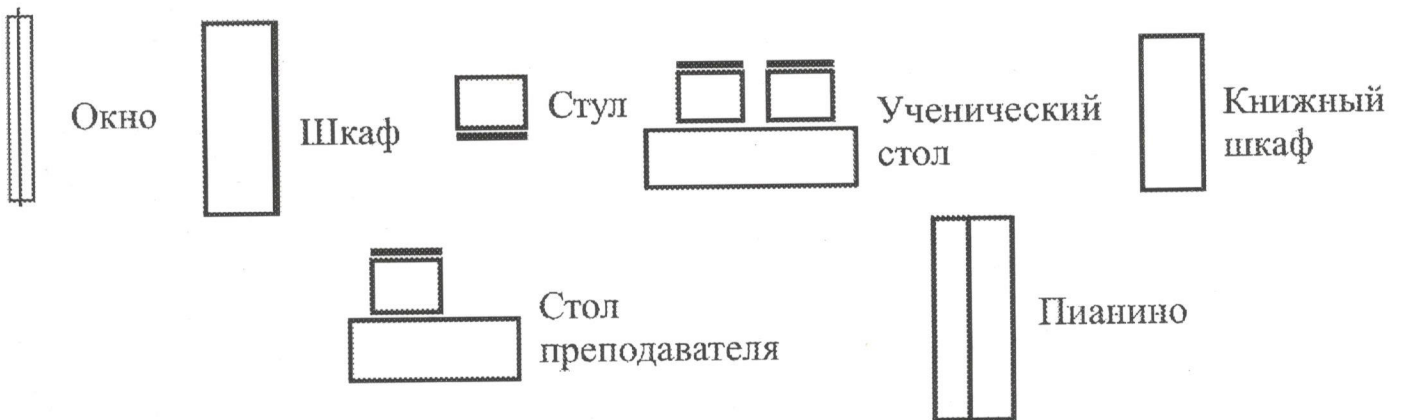 Окно
Шкаф
Стул
Ученический
стол
Книжный
шкаф
Стол
преподавателя
Пианино